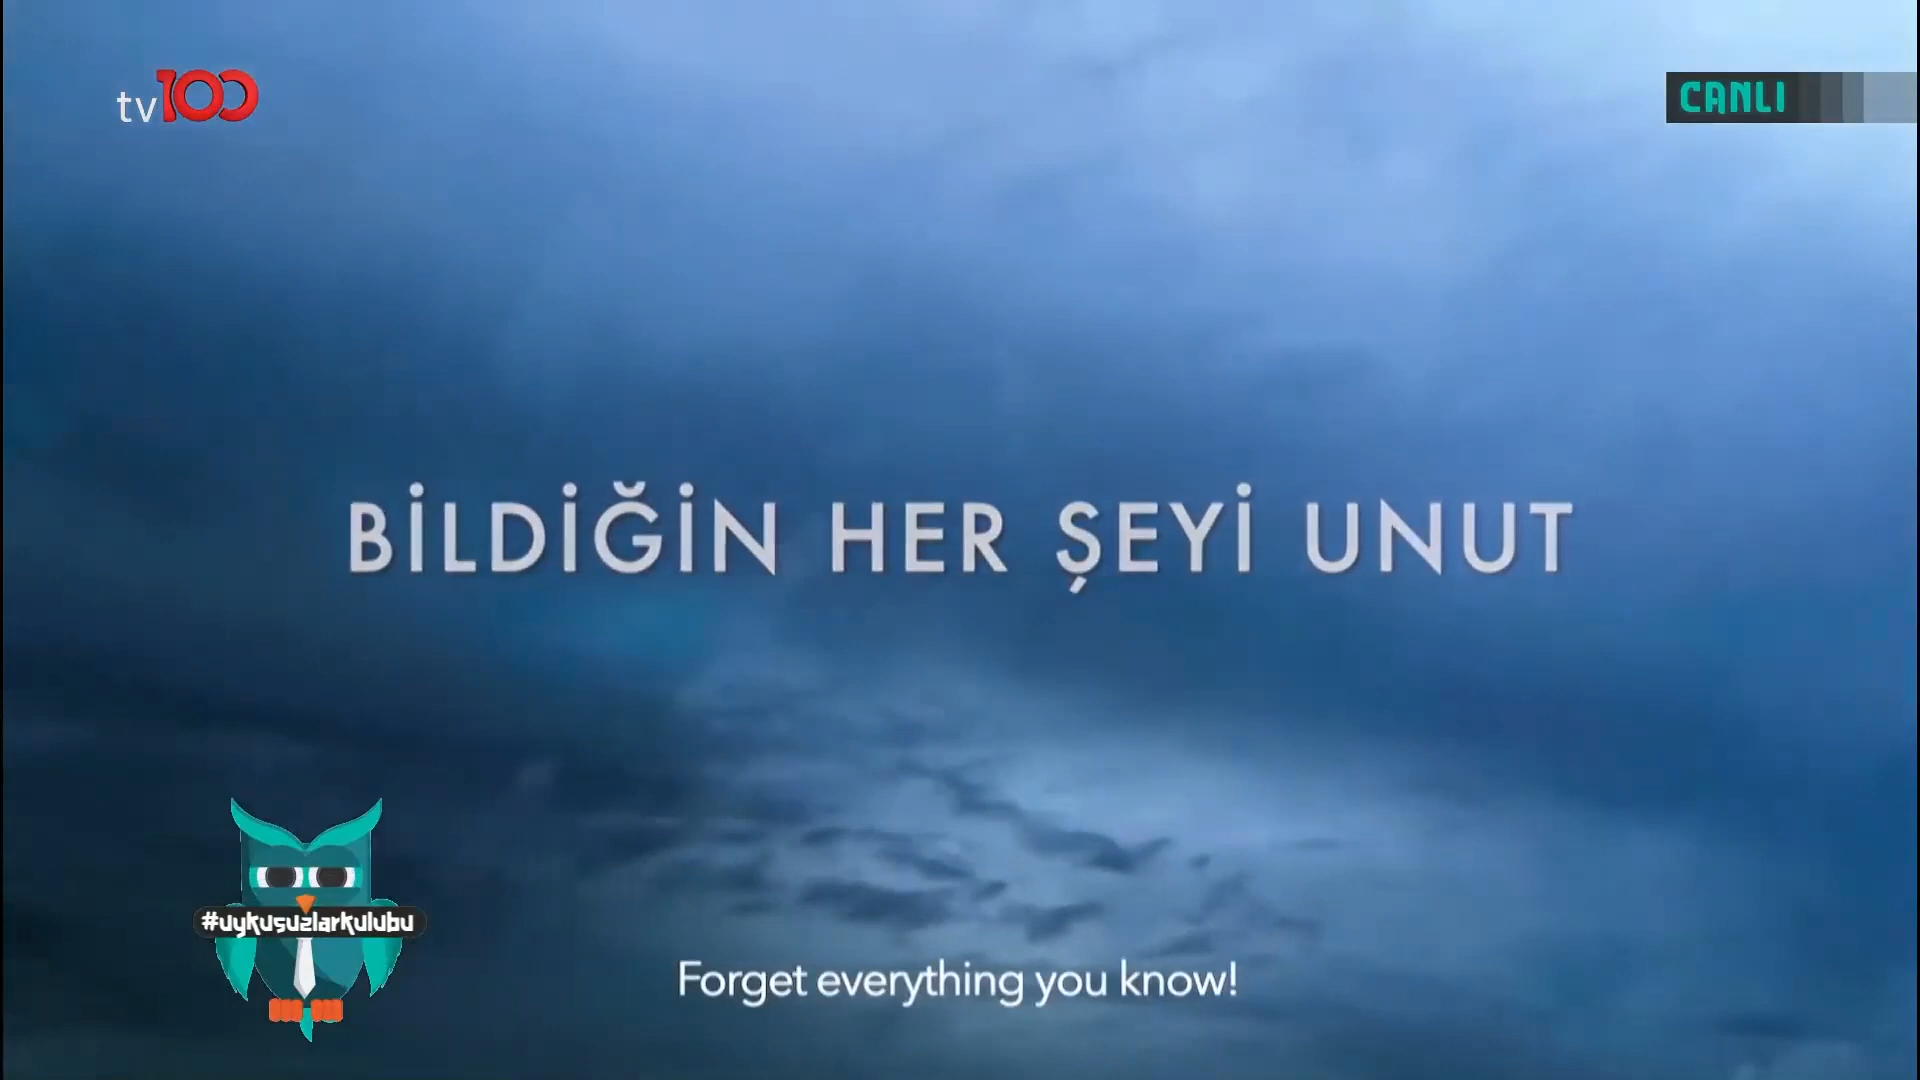 tv100
CANLI
BİLDİĞİN HER ŞEYİ UNUT
#uykusuzlarkulubu
Forget everything you know!